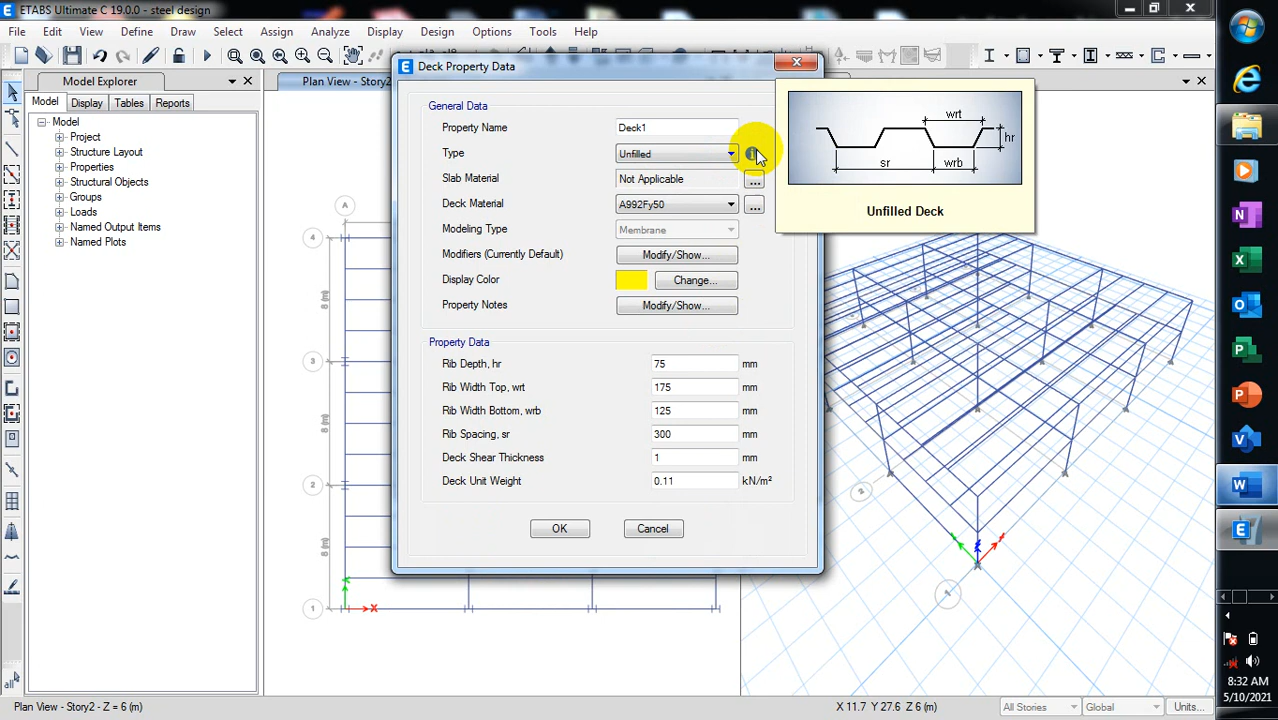 ETABS Ultimate C 19.0.0 - steel design
File Edit View Define Draw Select Assign Analyze Display Design Options Tools Help
Model Explorer
Model Display Tables Reports
Model
Project
Structure Layout
Properties
Structural Objects
Groups
Loads
Named Output Items
Named Plots
Plan View - Story2
A
4
3
2
1
8 (m)
8 (m)
8 (m)
X
Deck Property Data
General Data
Property Name Deck1
Type Unfilled
Slab Material Not Applicable ...
Deck Material A992Fy50 ...
Modeling Type Membrane
Modifiers (Currently Default) Modify/Show...
Display Color Change...
Property Notes Modify/Show...
Property Data
Rib Depth, hr 75 mm
Rib Width Top, wrt 175 mm
Rib Width Bottom, wrb 125 mm
Rib Spacing, sr 300 mm
Deck Shear Thickness 1 mm
Deck Unit Weight 0.11 kN/m²
OK Cancel
wrt
hr
sr wrb
Unfilled Deck
Plan View - Story2 - Z = 6 (m) X 11.7 Y 27.6 Z 6 (m) All Stories Global Units...
8:32 AM
5/10/2021